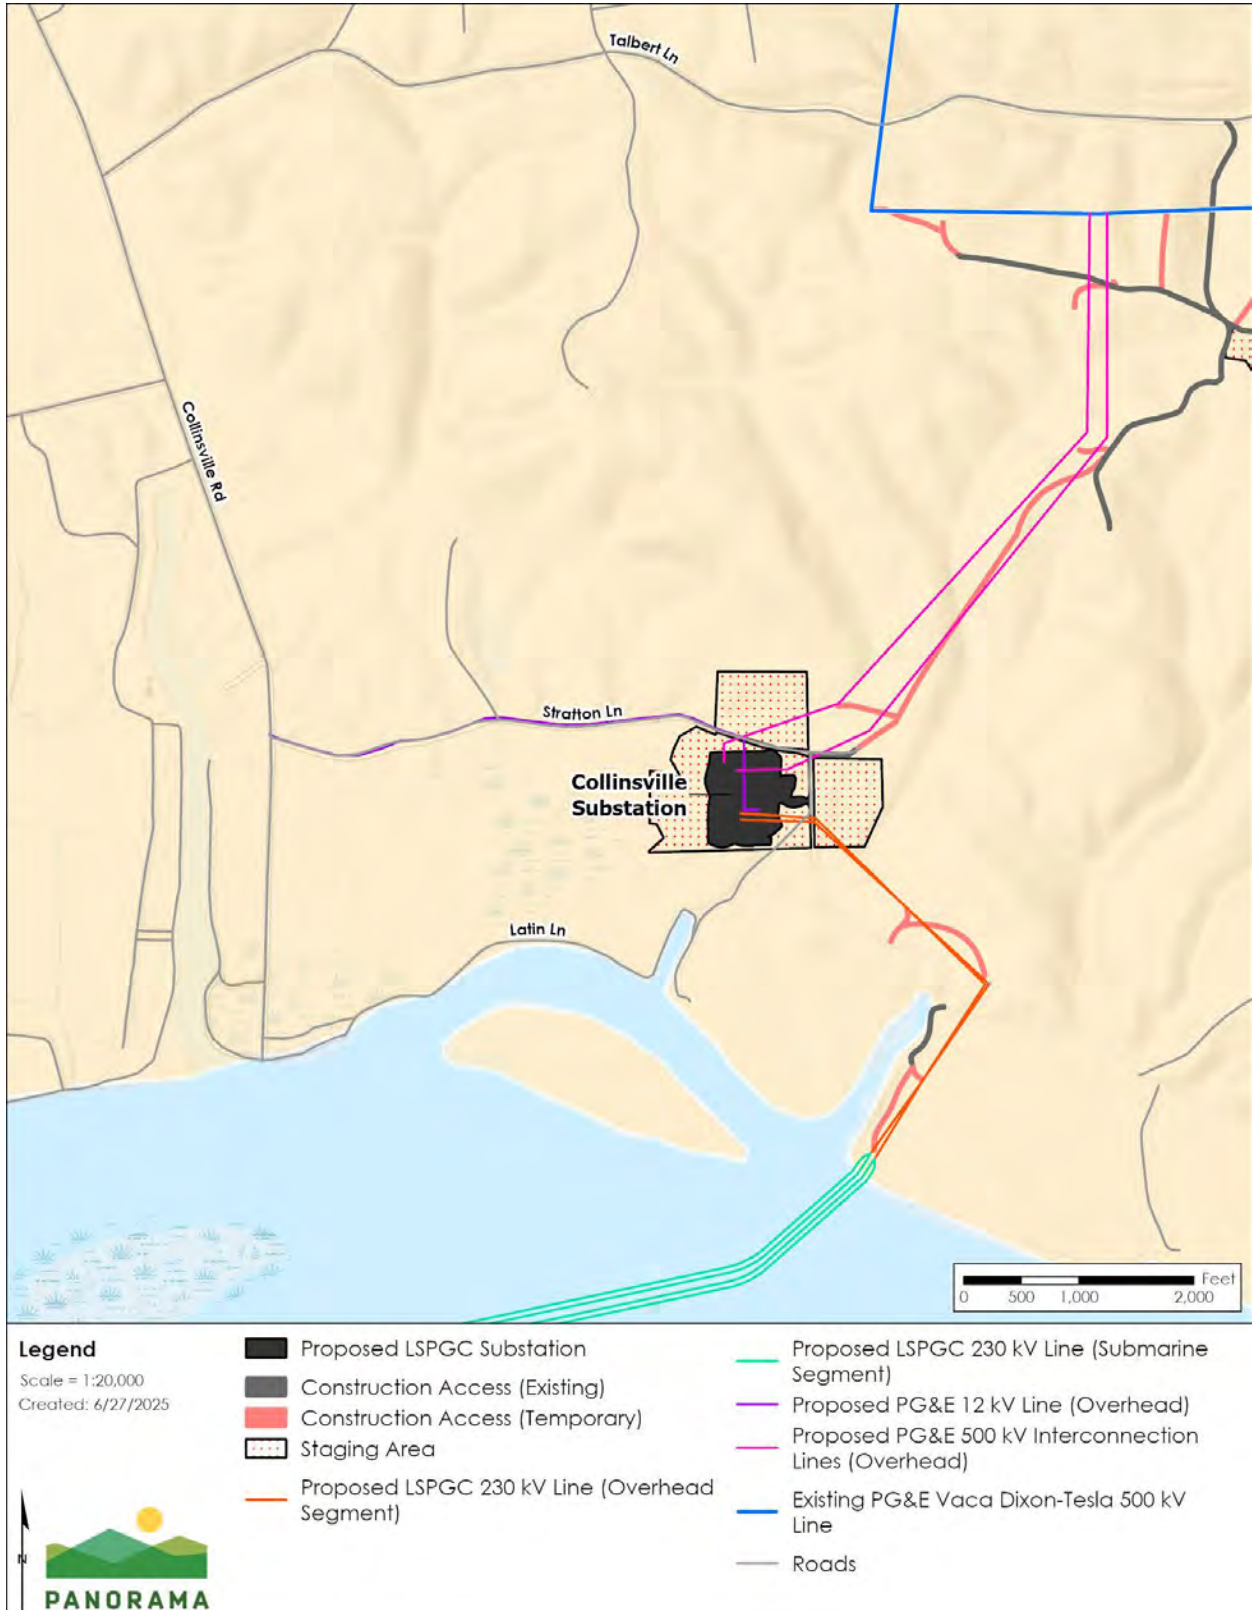 Talbert Ln
Collinsville Rd
Stratton Ln
Collinsville
Substation
Latin Ln
Feet
0 500 1,000 2,000
Legend
Scale = 1:20,000
Created: 6/27/2025
N
PANORAMA
Proposed LSPGC Substation
Construction Access (Existing)
Construction Access (Temporary)
Staging Area
Proposed LSPGC 230 kV Line (Overhead
Segment)
Proposed LSPGC 230 kV Line (Submarine
Segment)
Proposed PG&E 12 kV Line (Overhead)
Proposed PG&E 500 kV Interconnection
Lines (Overhead)
Existing PG&E Vaca Dixon-Tesla 500 kV
Line
Roads